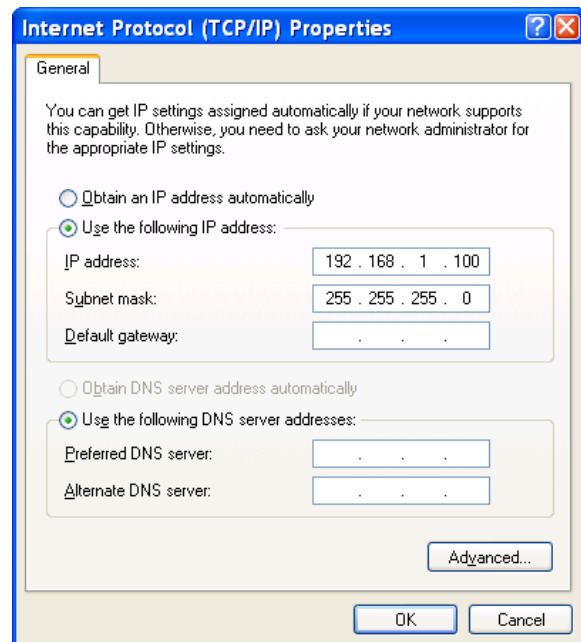 Internet Protocol (TCP/IP) Properties
General
You can get IP settings assigned automatically if your network supports
this capability. Otherwise, you need to ask your network administrator for
the appropriate IP settings.
Obtain an IP address automatically
Use the following IP address:
IP address: 192 . 168 . 1 . 100
Subnet mask: 255 . 255 . 255 . 0
Default gateway: . . .
Obtain DNS server address automatically
Use the following DNS server addresses:
Preferred DNS server: . . .
Alternate DNS server: . . .
Advanced...
OK Cancel